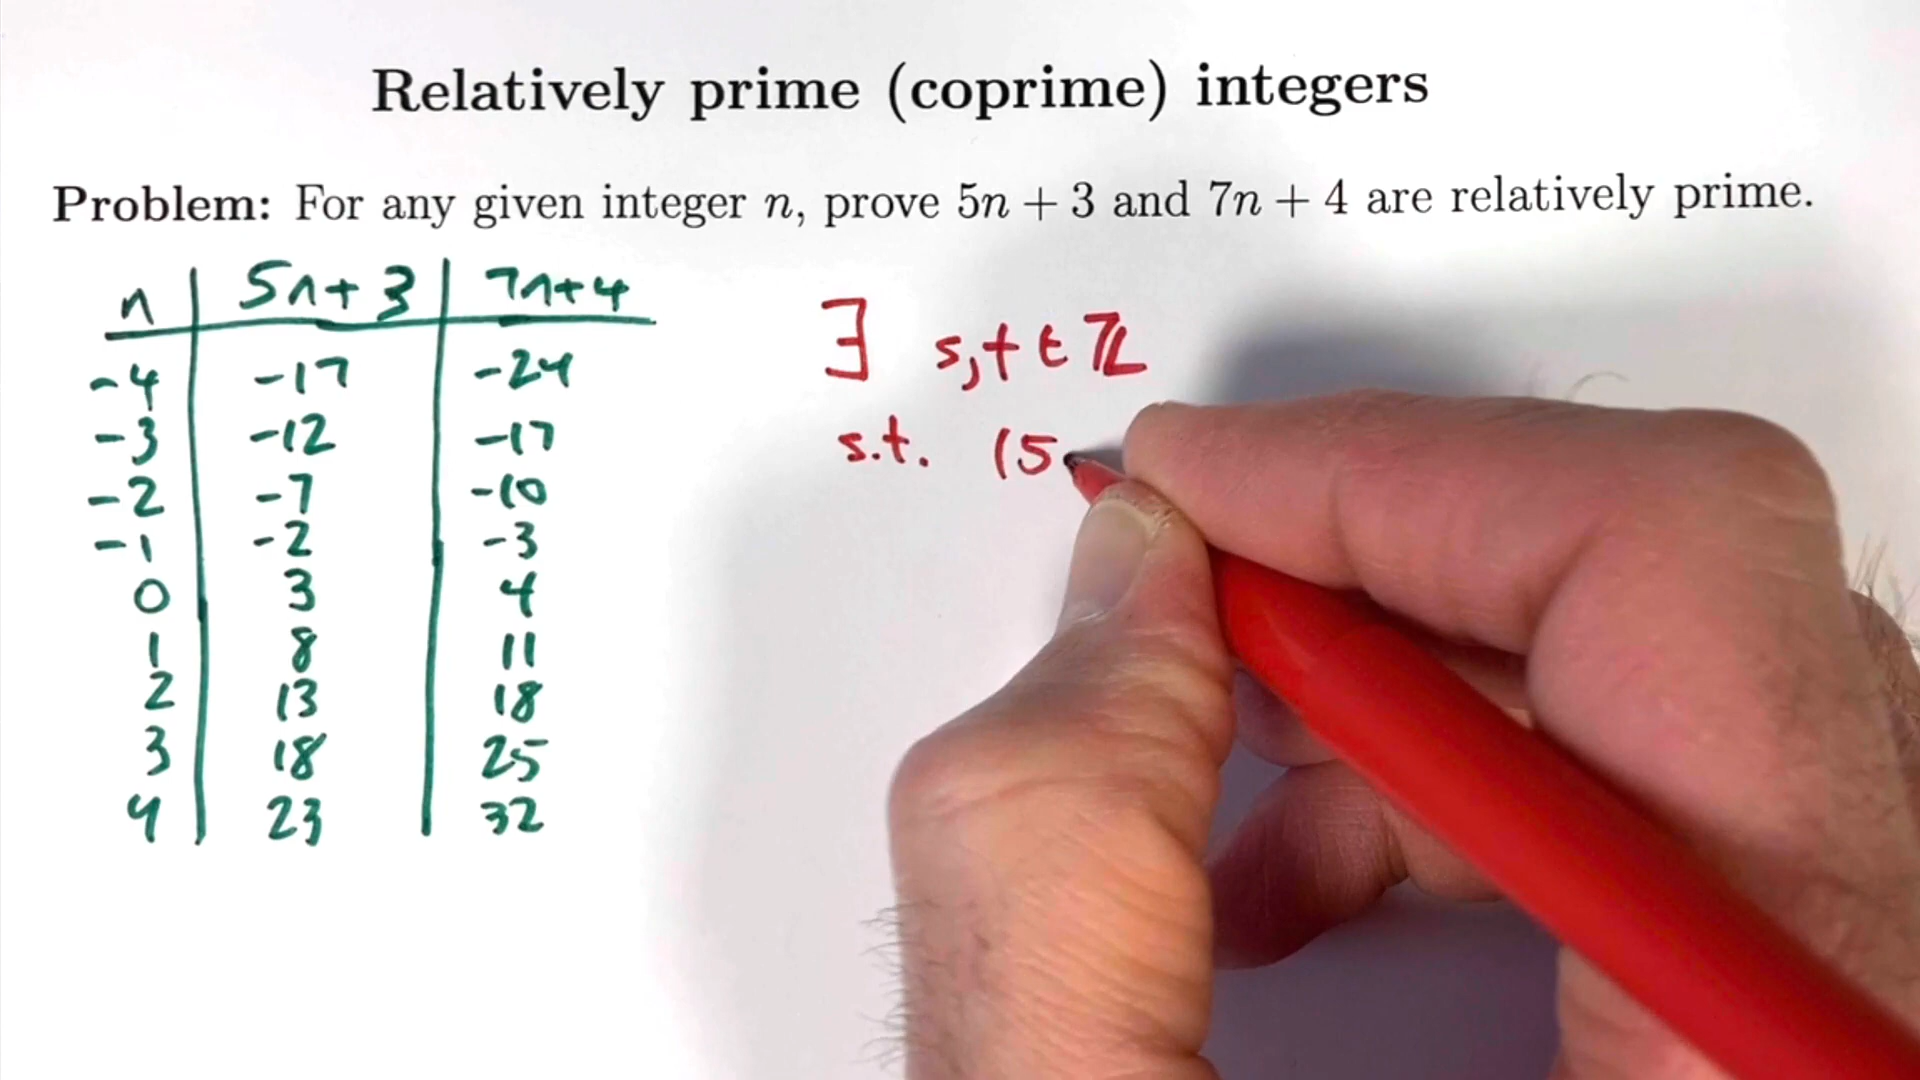 Relatively prime (coprime) integers
Problem: For any given integer n, prove 5n + 3 and 7n + 4 are relatively prime.
n 5n+3 7n+4
-4 -17 -24
-3 -12 -17
-2 -7 -10
-1 -2 -3
0 3 4
1 8 11
2 13 18
3 18 25
4 23 32
∃ s,t ∈ ℤ
s.t. (5